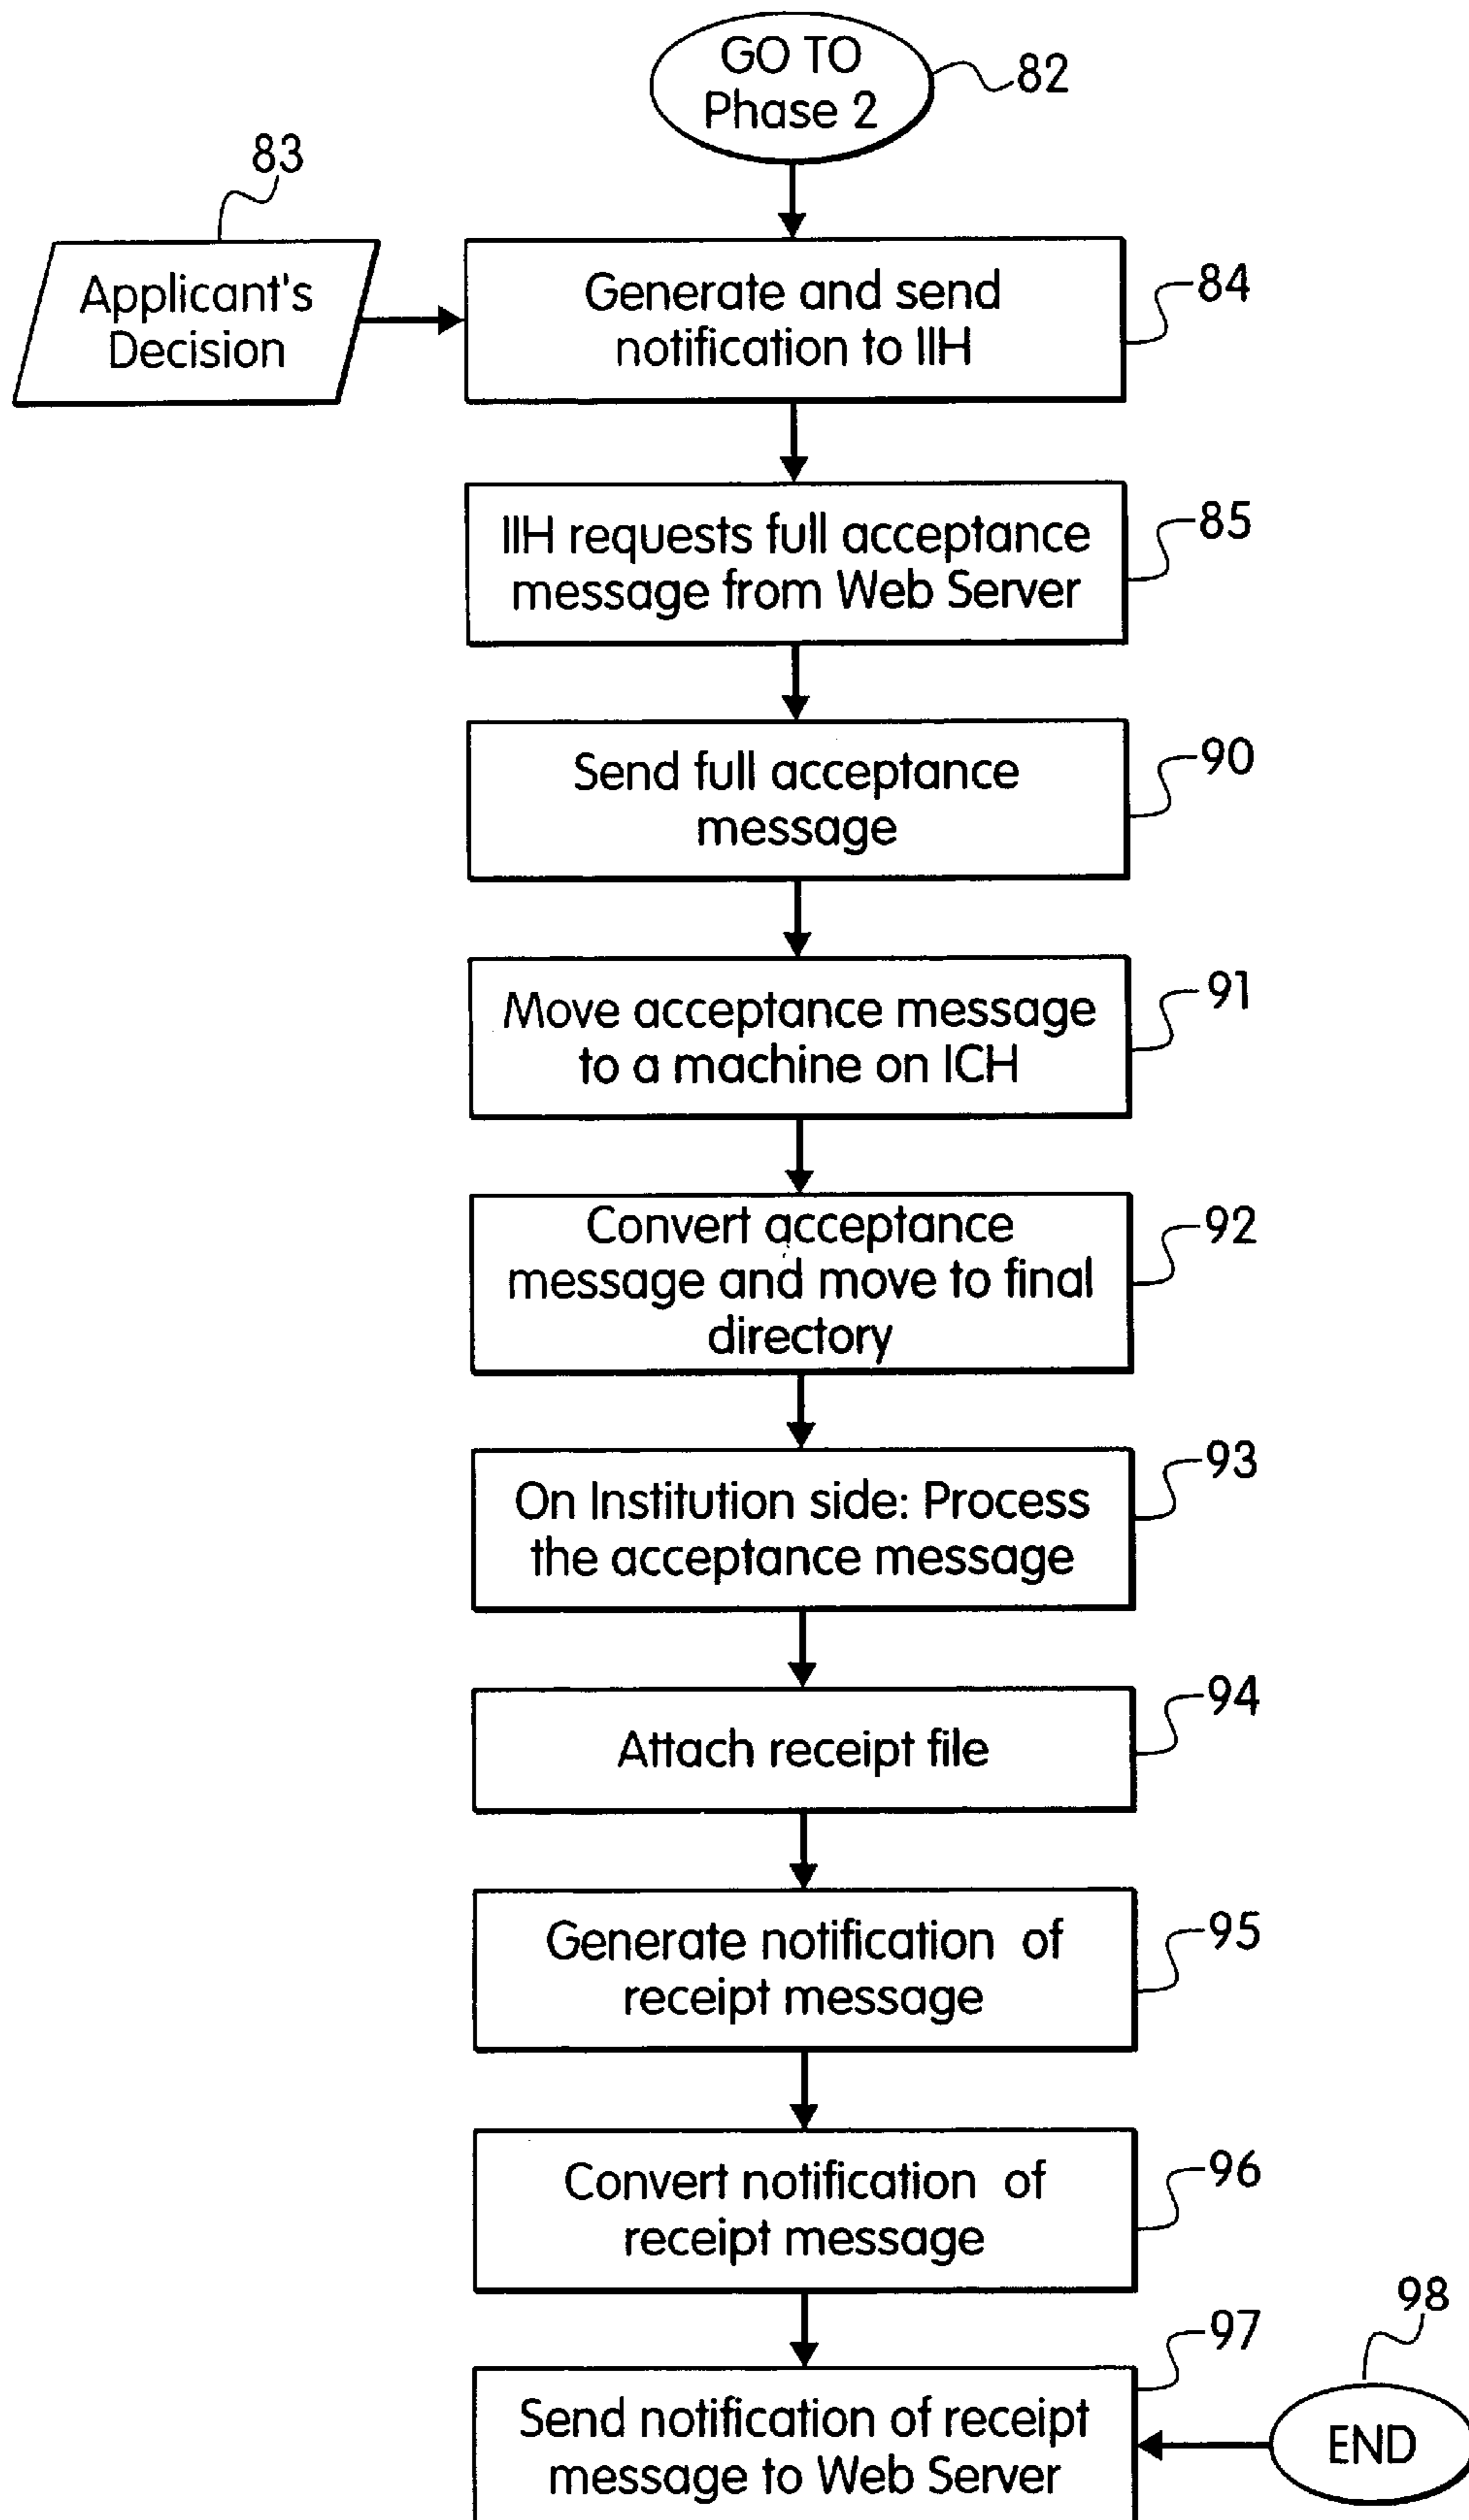 GO TO
Phase 2
82
83
Applicant's
Decision
Generate and send
notification to IIH
84
IIH requests full acceptance
message from Web Server
85
Send full acceptance
message
90
Move acceptance message
to a machine on ICH
91
Convert acceptance
message and move to final
directory
92
On Institution side: Process
the acceptance message
93
Attach receipt file
94
Generate notification of
receipt message
95
Convert notification of
receipt message
96
Send notification of receipt
message to Web Server
97
98
END